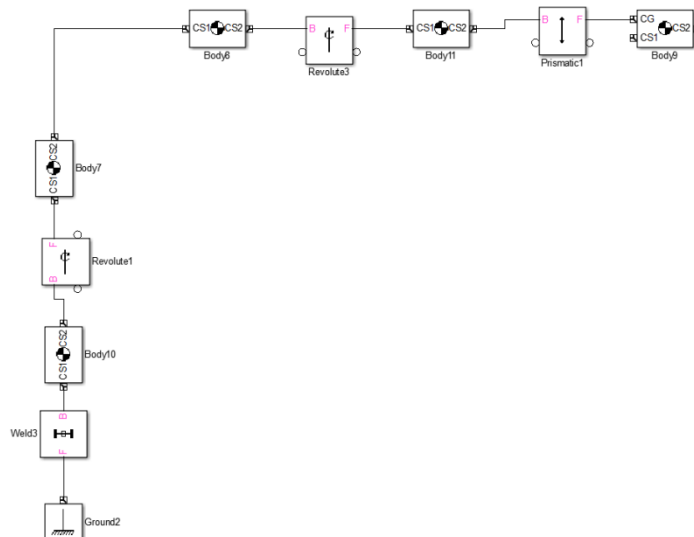 CS1 CS2
Body6
B F
Revolute3
CS1 CS2
Body11
B F
Prismatic1
CG
CS1
CS2
Body9
CS2
CS1
Body7
F
B
Revolute1
CS2
CS1
Body10
B
F
Weld3
Ground2